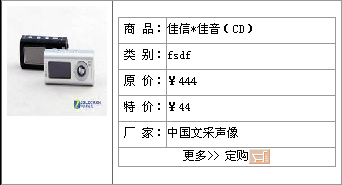 商 品：佳信*佳音（CD）
类 别：fsdf
原 价：￥444
特 价：￥44
厂 家：中国文采声像
更多>> 定购